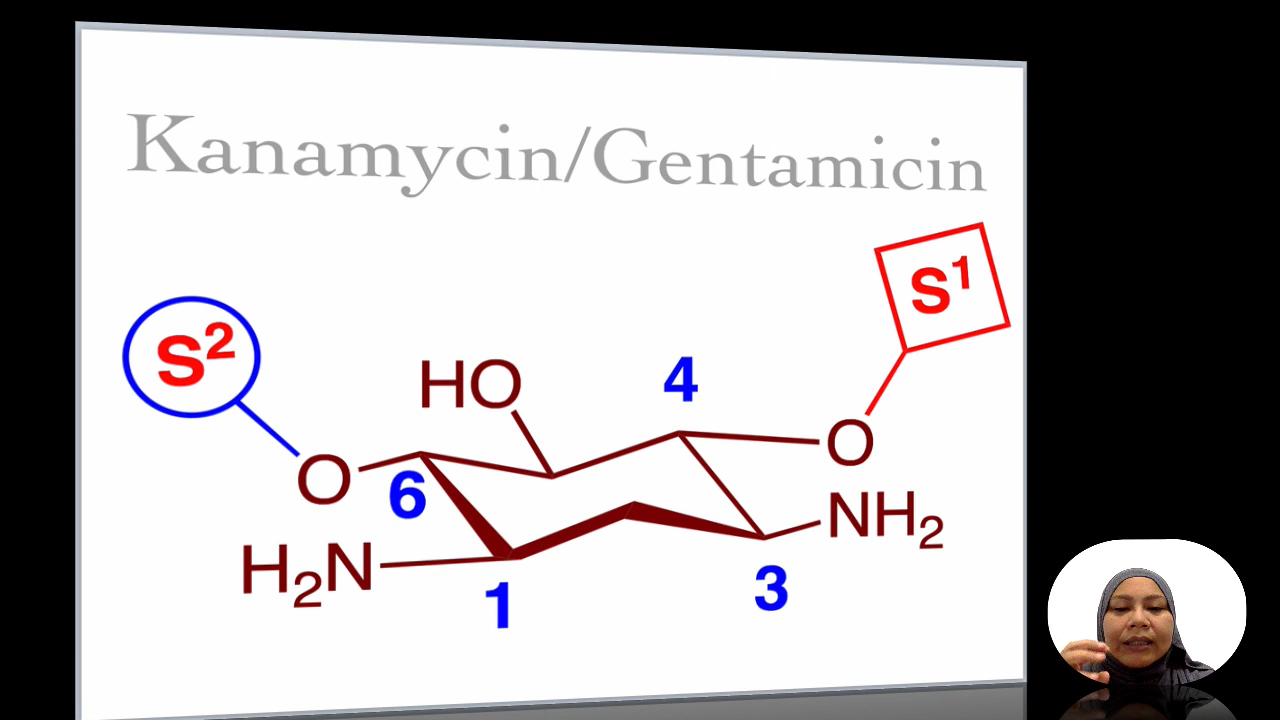 Kanamycin/Gentamicin
S¹
S²
HO
4
O
O
6
NH₂
H₂N
1
3